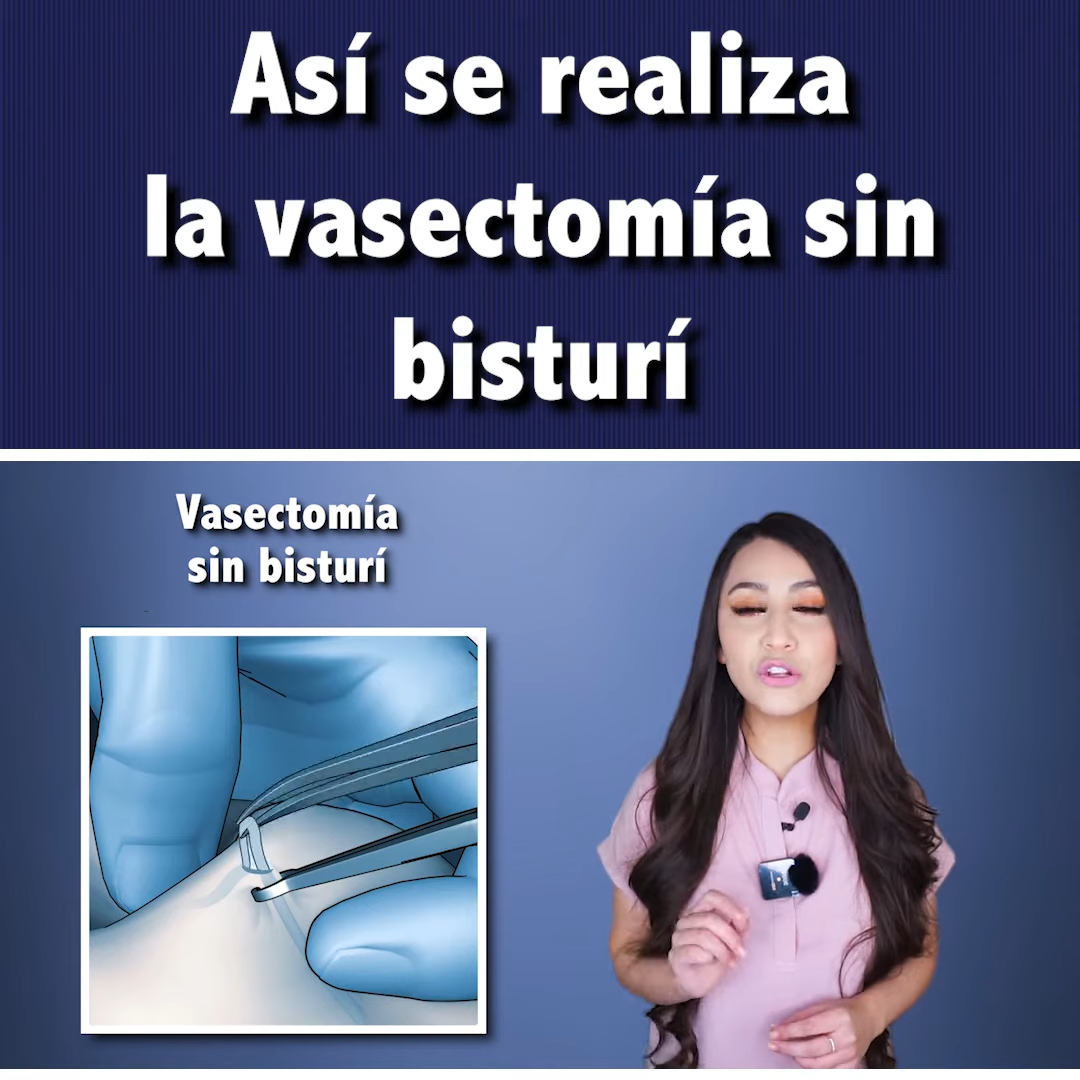 Así se realiza
la vasectomía sin
bisturí
Vasectomía
sin bisturí